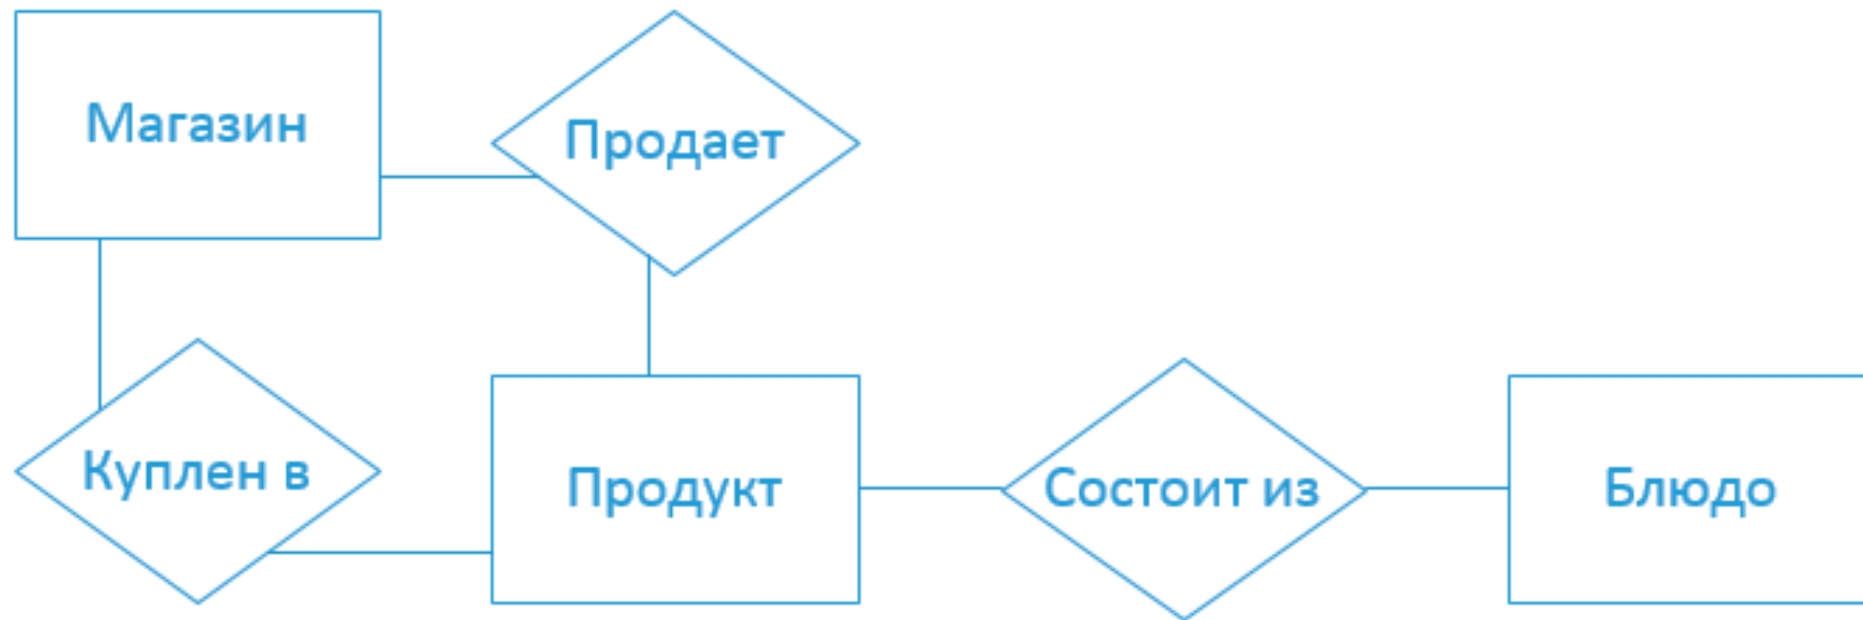 Магазин
Продает
Куплен в
Продукт
Состоит из
Блюдо